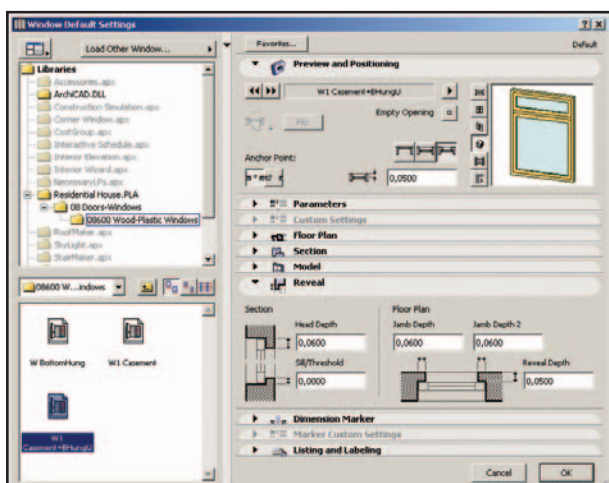 Window Default Settings
Load Other Window...
Libraries
Accessories.apx
ArchiCAD.DLL
Construction Simulation.apx
Corner Window.apx
CostGroup.apx
Interactive Schedule.apx
Interior Elevation.apx
Interior Wizard.apx
NecessaryLPs.apx
Residential House.PLA
08 Doors-Windows
08600 Wood-Plastic Windows
RoofMaker.apx
SkyLight.apx
StairMaker.apx
08600 W...indows
W BottomHung
W1 Casement
W1
Casement+BHungU
Favorites...
Default
Preview and Positioning
W1 Casement+BHungU
Flip
Empty Opening
Anchor Point:
0,0500
Parameters
Custom Settings
Floor Plan
Section
Model
Reveal
Section
Floor Plan
Head Depth
Jamb Depth
Jamb Depth 2
0,0600
0,0600
0,0600
Sill/Threshold
Reveal Depth
0,0000
0,0500
Dimension Marker
Marker Custom Settings
Listing and Labeling
Cancel
OK